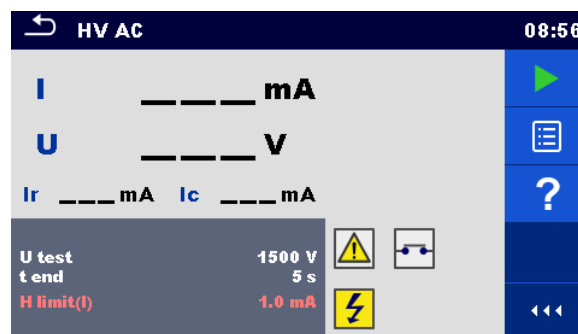 HV AC 08:56
I ___ mA
U ___ V
Ir ___ mA Ic ___ mA
U test 1500 V
t end 5 s
H limit(I) 1.0 mA
?